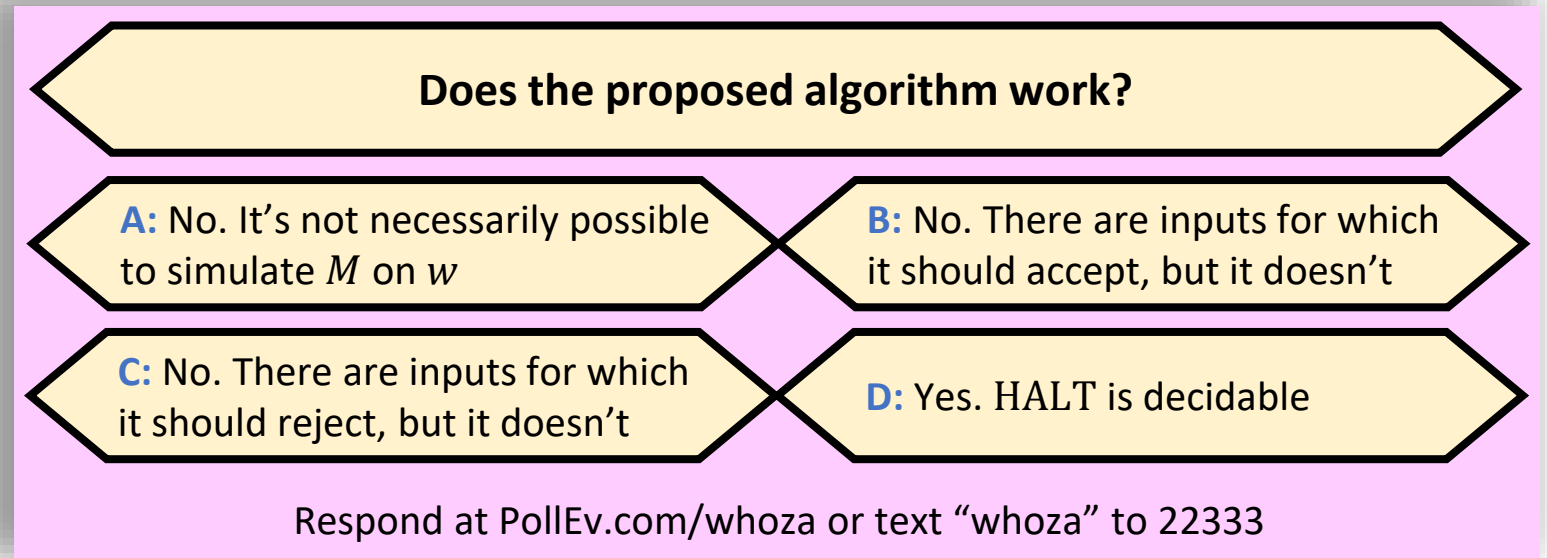 Does the proposed algorithm work?
A: No. It’s not necessarily possible
to simulate M on w
B: No. There are inputs for which
it should accept, but it doesn’t
C: No. There are inputs for which
it should reject, but it doesn’t
D: Yes. HALT is decidable
Respond at PollEv.com/whoza or text “whoza” to 22333